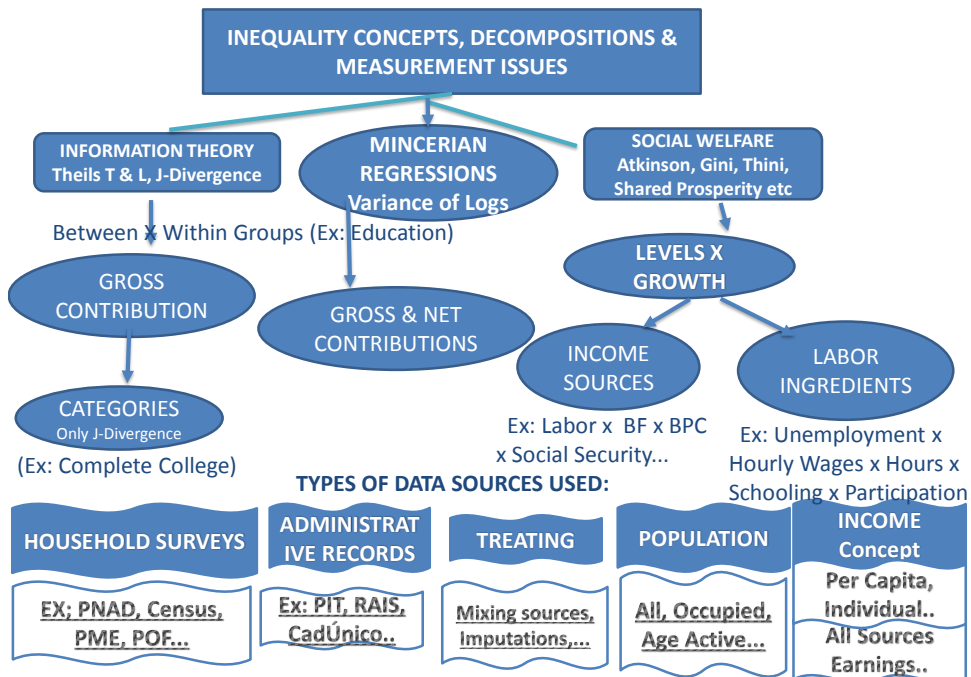 INEQUALITY CONCEPTS, DECOMPOSITIONS &
MEASUREMENT ISSUES
INFORMATION THEORY
Theils T & L, J-Divergence
MINCERIAN
REGRESSIONS
Variance of Logs
SOCIAL WELFARE
Atkinson, Gini, Thini,
Shared Prosperity etc
Between X Within Groups (Ex: Education)
GROSS
CONTRIBUTION
GROSS & NET
CONTRIBUTIONS
LEVELS X
GROWTH
INCOME
SOURCES
LABOR
INGREDIENTS
CATEGORIES
Only J-Divergence
(Ex: Complete College)
Ex: Labor x BF x BPC
x Social Security...
Ex: Unemployment x
Hourly Wages x Hours x
Schooling x Participation
TYPES OF DATA SOURCES USED:
HOUSEHOLD SURVEYS
EX; PNAD, Census,
PME, POF...
ADMINISTRAT
IVE RECORDS
Ex: PIT, RAIS,
CadÚnico..
TREATING
Mixing sources,
Imputations,...
POPULATION
All, Occupied,
Age Active...
INCOME
Concept
Per Capita,
Individual..
All Sources
Earnings..